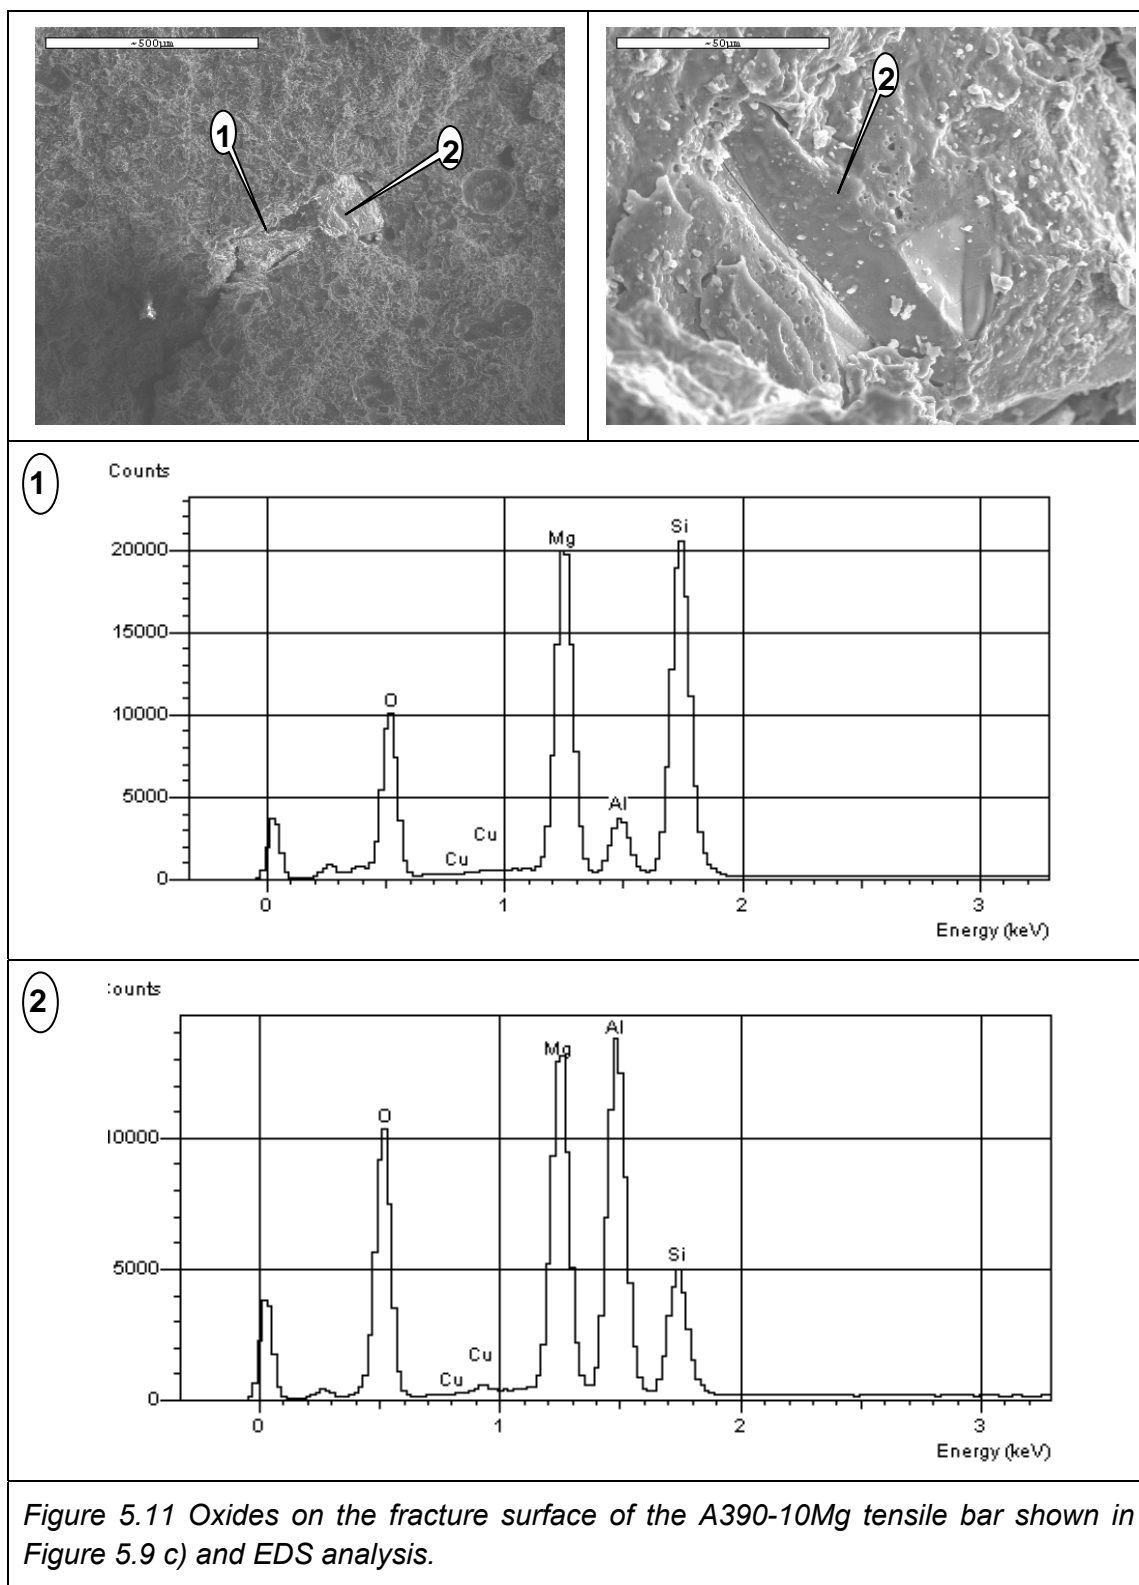 ~500µm
1
2
~50µm
2
1
Counts
20000
15000
10000
5000
0
O
Cu
Cu
Mg
Al
Si
0
1
2
3
Energy (keV)
2
:ounts
10000
5000
0
O
Cu
Cu
Mg
Al
Si
0
1
2
3
Energy (keV)
Figure 5.11 Oxides on the fracture surface of the A390-10Mg tensile bar shown in
Figure 5.9 c) and EDS analysis.